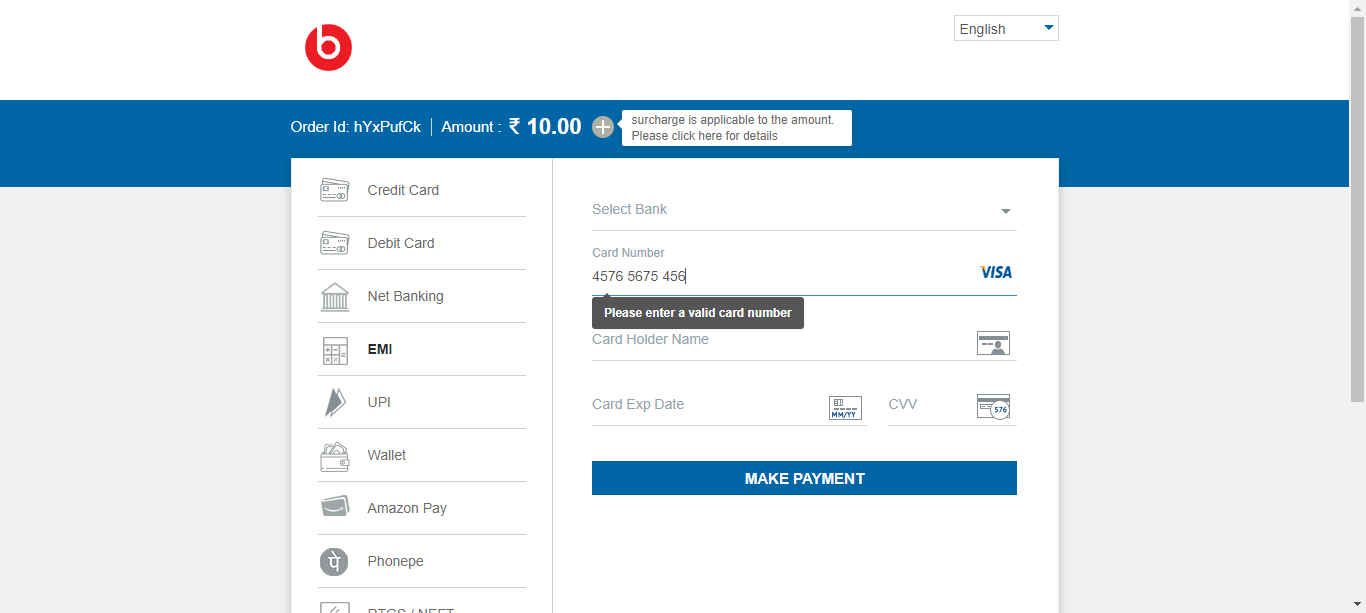 b
English
Order Id: hYxPufCk Amount : ₹ 10.00
surcharge is applicable to the amount.
Please click here for details
Credit Card
Debit Card
Net Banking
EMI
UPI
Wallet
Amazon Pay
पे
Phonepe
RTGS / NEFT
Select Bank
Card Number
4576 5675 456
VISA
Please enter a valid card number
Card Holder Name
Card Exp Date
MM/YY
CVV
576
MAKE PAYMENT